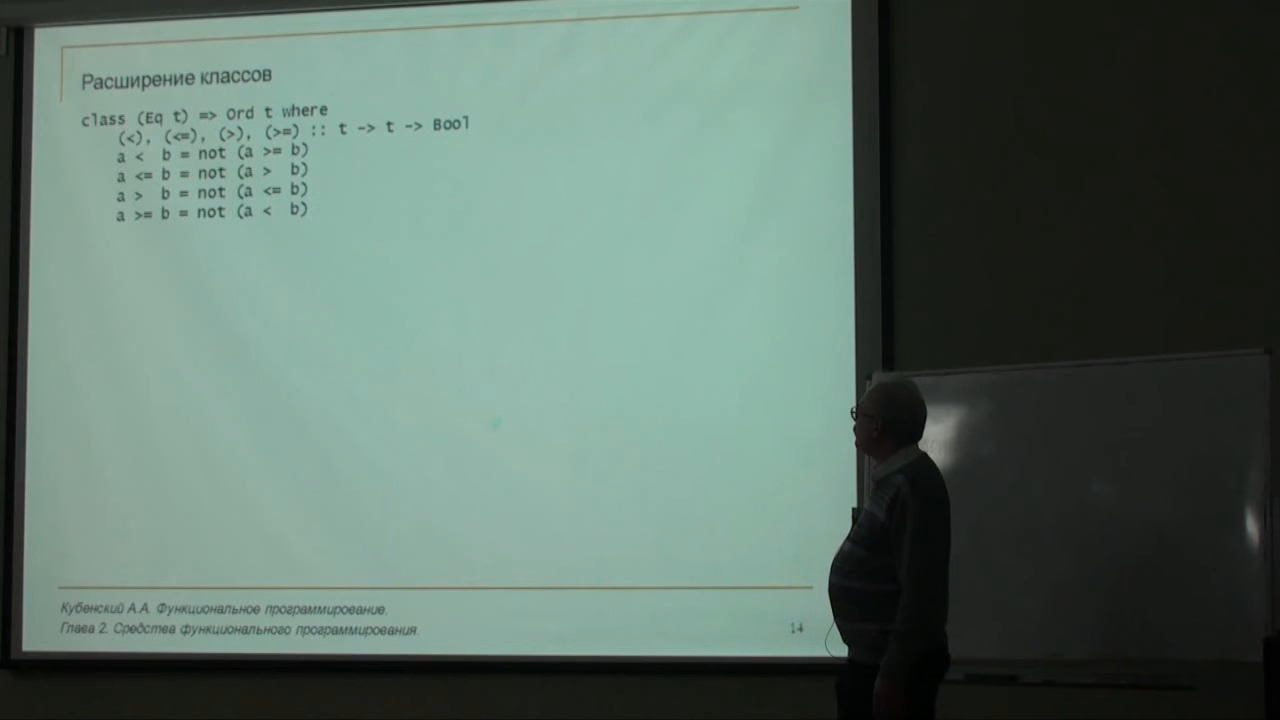 Расширение классов
class (Eq t) => Ord t where
(<), (<=), (>), (>=) :: t -> t -> Bool
a <  b = not (a >= b)
a <= b = not (a >  b)
a >  b = not (a <= b)
a >= b = not (a <  b)
Кубенский А.А. Функциональное программирование.
Глава 2. Средства функционального программирования.
14